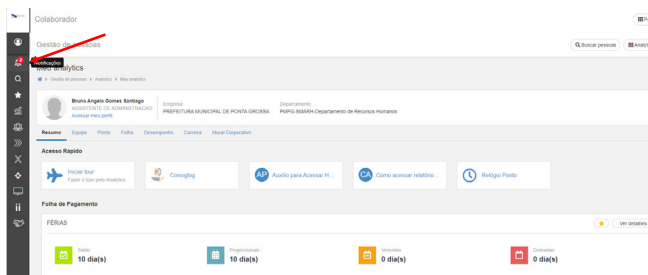 Colaborador
Gestão de pessoas
Buscar pessoas
Notificações
Meu analytics
Gestão de pessoas > Analytics > Meu analytics
Bruno Angelo Gomes Santiago
ASSISTENTE DE ADMINISTRACAO
Acessar meu perfil
Empresa
PREFEITURA MUNICIPAL DE PONTA GROSSA
Departamento
PMPG-SMARH-Departamento de Recursos Humanos
Resumo Equipe Ponto Folha Desempenho Carreira Mural Corporativo
Acesso Rápido
Iniciar tour
Fazer o tour pelo Analytics
Consiglog
AP Auxílio para Acessar H...
CA Como acessar relatório ...
Relógio Ponto
Folha de Pagamento
FÉRIAS
Ver detalhes
Saldo
10 dia(s)
Proporcionais
10 dia(s)
Vencidas
0 dia(s)
Dobradas
0 dia(s)